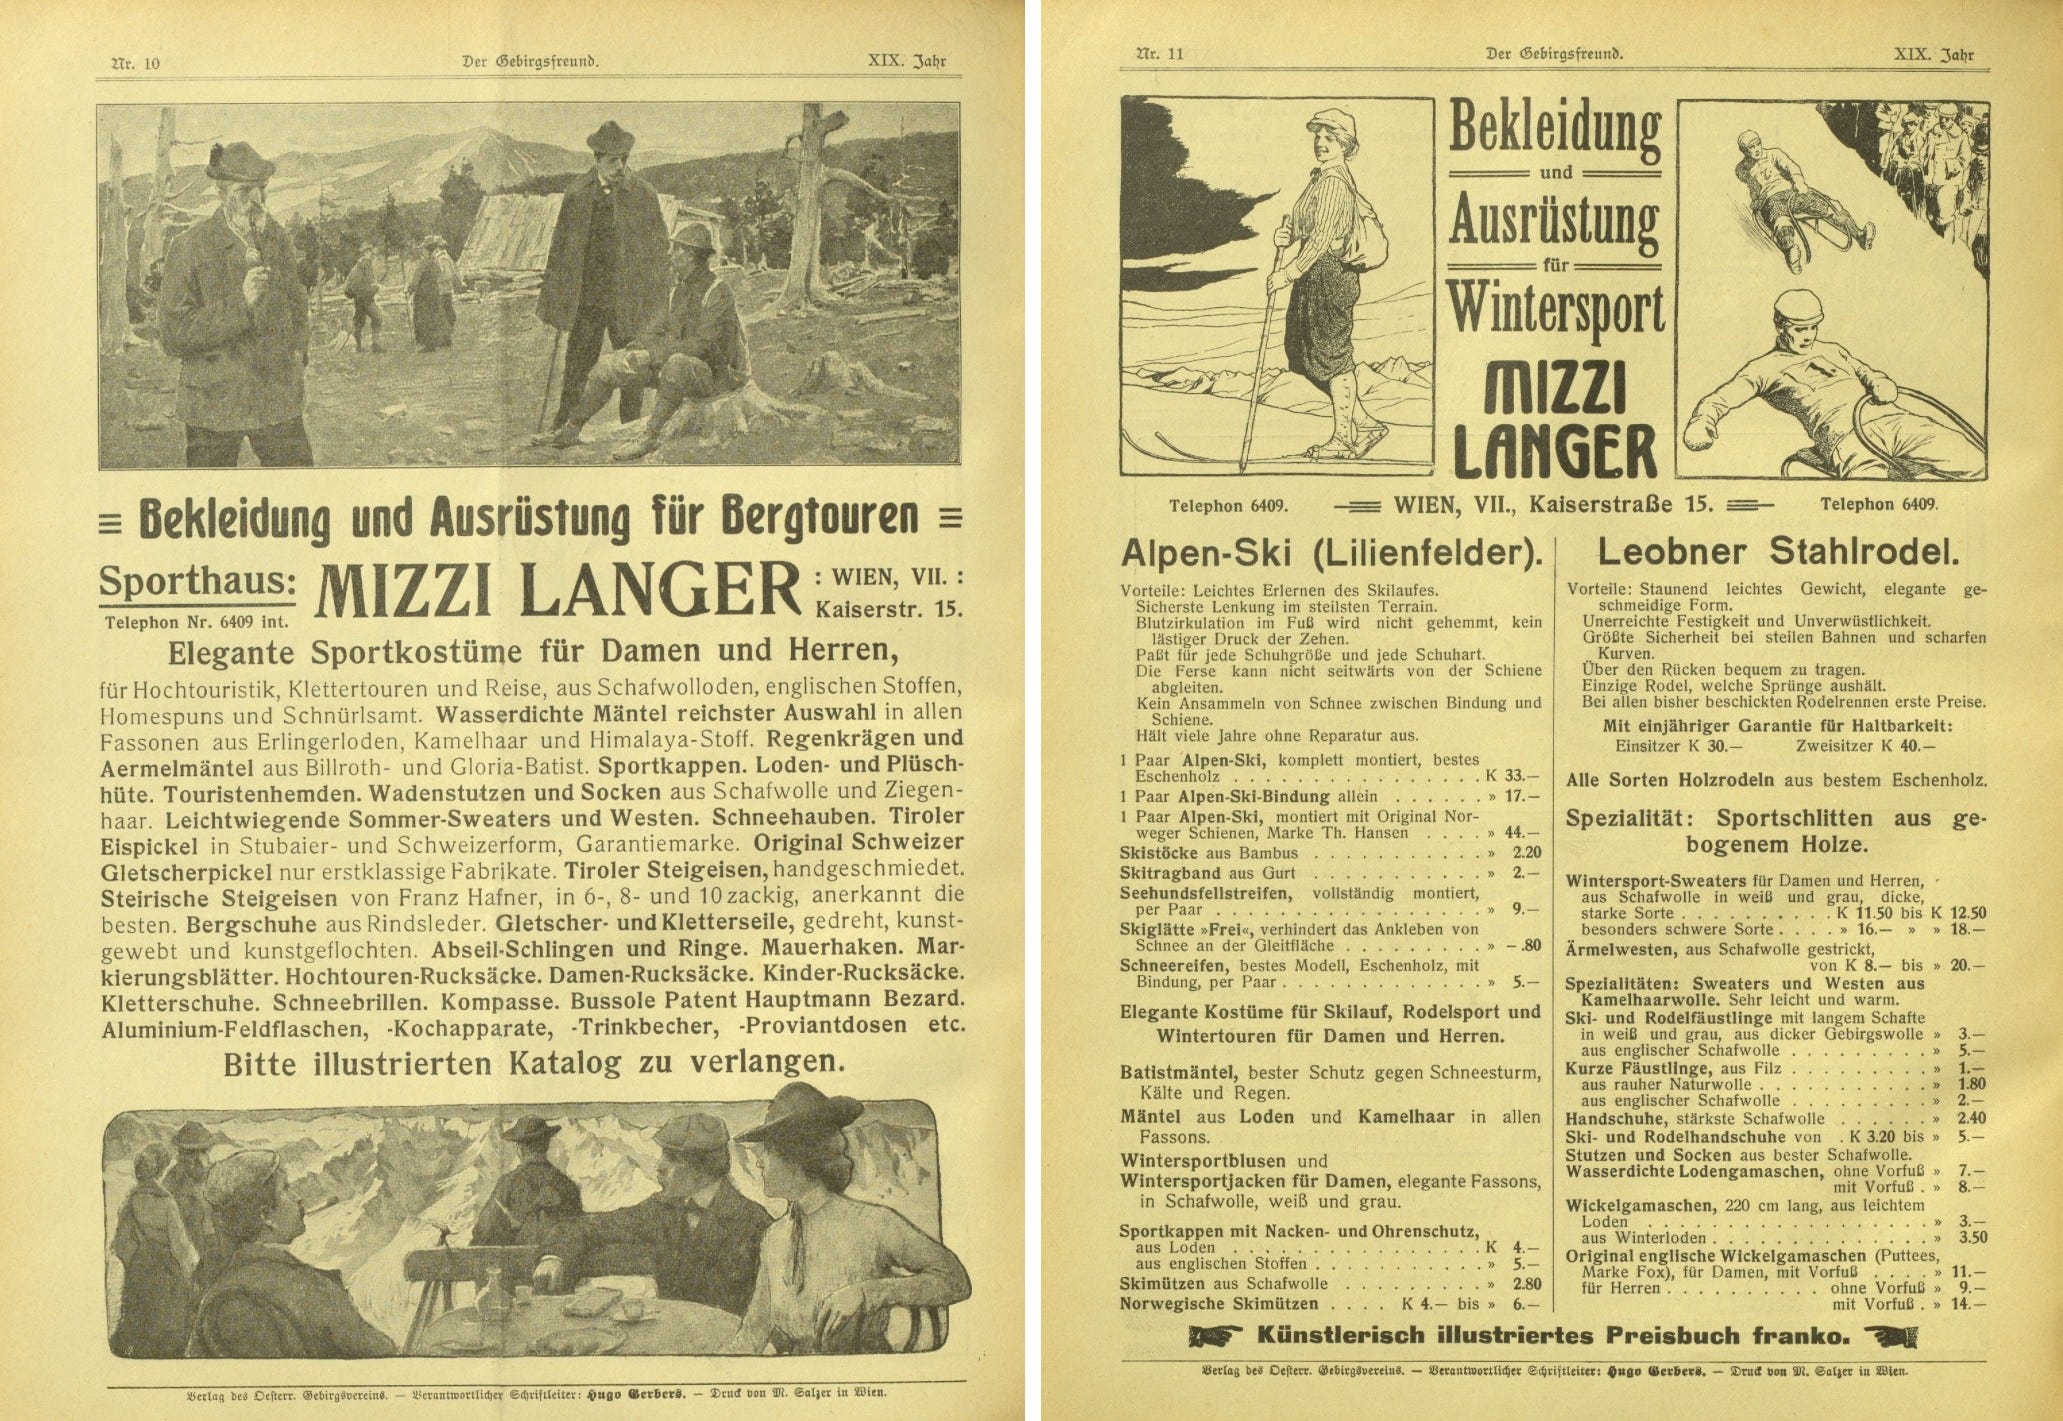 Nr. 10 Der Gebirgsfreund. XIX. Jahr
Bekleidung und Ausrüstung für Bergtouren
Sporthaus: MIZZI LANGER : WIEN, VII. :
Telephon Nr. 6409 int. Kaiserstr. 15.
Elegante Sportkostüme für Damen und Herren,
für Hochtouristik, Klettertouren und Reise, aus Schafwolloden, englischen Stoffen,
Homespuns und Schnürlsamt. Wasserdichte Mäntel reichster Auswahl in allen
Fassonen aus Erlingerloden, Kamelhaar und Himalaya-Stoff. Regenkrägen und
Aermelmäntel aus Billroth- und Gloria-Batist. Sportkappen. Loden- und Plüsch-
hüte. Touristenhemden. Wadenstutzen und Socken aus Schafwolle und Ziegen-
haar. Leichtwiegende Sommer-Sweaters und Westen. Schneehauben. Tiroler
Eispickel in Stubaier- und Schweizerform, Garantiemarke. Original Schweizer
Gletscherpickel nur erstklassige Fabrikate. Tiroler Steigeisen, handgeschmiedet.
Steirische Steigeisen von Franz Hafner, in 6-, 8- und 10 zackig, anerkannt die
besten. Bergschuhe aus Rindsleder. Gletscher- und Kletterseile, gedreht, kunst-
gewebt und kunstgeflochten. Abseil-Schlingen und Ringe. Mauerhaken. Mar-
kierungsblätter. Hochtouren-Rucksäcke. Damen-Rucksäcke. Kinder-Rucksäcke.
Kletterschuhe. Schneebrillen. Kompasse. Bussole Patent Hauptmann Bezard.
Aluminium-Feldflaschen, -Kochapparate, -Trinkbecher, -Proviantdosen etc.
Bitte illustrierten Katalog zu verlangen.
Verlag des Oesterr. Gebirgsvereins. — Verantwortlicher Schriftleiter: Hugo Gerbers. — Druck von M. Salzer in Wien.
Nr. 11 Der Gebirgsfreund. XIX. Jahr
Bekleidung
und
Ausrüstung
für
Wintersport
MIZZI
LANGER
Telephon 6409. WIEN, VII., Kaiserstraße 15. Telephon 6409.
Alpen-Ski (Lilienfelder).
Vorteile: Leichtes Erlernen des Skilaufes.
Sicherste Lenkung im steilsten Terrain.
Blutzirkulation im Fuß wird nicht gehemmt, kein
lästiger Druck der Zehen.
Paßt für jede Schuhgröße und jede Schuhart.
Die Ferse kann nicht seitwärts von der Schiene
abgleiten.
Kein Ansammeln von Schnee zwischen Bindung und
Schiene.
Hält viele Jahre ohne Reparatur aus.
1 Paar Alpen-Ski, komplett montiert, bestes
Eschenholz . . . . . . . . . . . . . . . . K 33.—
1 Paar Alpen-Ski-Bindung allein . . . . . . » 17.—
1 Paar Alpen-Ski, montiert mit Original Nor-
weger Schienen, Marke Th. Hansen . . . . » 44.—
Skistöcke aus Bambus . . . . . . . . . . . » 2.20
Skitragband aus Gurt . . . . . . . . . . . » 2.—
Seehundsfellstreifen, vollständig montiert,
per Paar . . . . . . . . . . . . . . . . . » 9.—
Skiglätte »Frei«, verhindert das Ankleben von
Schnee an der Gleitfläche . . . . . . . . . » –.80
Schneereifen, bestes Modell, Eschenholz, mit
Bindung, per Paar . . . . . . . . . . . . . » 5.—
Elegante Kostüme für Skilauf, Rodelsport und
Wintertouren für Damen und Herren.
Batistmäntel, bester Schutz gegen Schneesturm,
Kälte und Regen.
Mäntel aus Loden und Kamelhaar in allen
Fassons.
Wintersportblusen und
Wintersportjacken für Damen, elegante Fassons,
in Schafwolle, weiß und grau.
Sportkappen mit Nacken- und Ohrenschutz,
aus Loden . . . . . . . . . . . . . . . . K 4.—
aus englischen Stoffen . . . . . . . . . . . » 5.—
Skimützen aus Schafwolle . . . . . . . . . » 2.80
Norwegische Skimützen . . . . K 4.— bis » 6.—
Leobner Stahlrodel.
Vorteile: Staunend leichtes Gewicht, elegante ge-
schmeidige Form.
Unerreichte Festigkeit und Unverwüstlichkeit.
Größte Sicherheit bei steilen Bahnen und scharfen
Kurven.
Über den Rücken bequem zu tragen.
Einzige Rodel, welche Sprünge aushält.
Bei allen bisher beschickten Rodelrennen erste Preise.
Mit einjähriger Garantie für Haltbarkeit:
Einsitzer K 30.— Zweisitzer K 40.—
Alle Sorten Holzrodeln aus bestem Eschenholz.
Spezialität: Sportschlitten aus ge-
bogenem Holze.
Wintersport-Sweaters für Damen und Herren,
aus Schafwolle in weiß und grau, dicke,
starke Sorte . . . . . . . . . . K 11.50 bis K 12.50
besonders schwere Sorte . . . . » 16.— » » 18.—
Ärmelwesten, aus Schafwolle gestrickt,
von K 8.— bis » 20.—
Spezialitäten: Sweaters und Westen aus
Kamelhaarwolle. Sehr leicht und warm.
Ski- und Rodelfäustlinge mit langem Schafte
in weiß und grau, aus dicker Gebirgswolle » 3.—
aus englischer Schafwolle . . . . . . . . . » 5.—
Kurze Fäustlinge, aus Filz . . . . . . . . . » 1.—
aus rauher Naturwolle . . . . . . . . . . . » 1.80
aus englischer Schafwolle . . . . . . . . . » 2.—
Handschuhe, stärkste Schafwolle . . . . . . » 2.40
Ski- und Rodelhandschuhe von . K 3.20 bis » 5.—
Stutzen und Socken aus bester Schafwolle.
Wasserdichte Lodengamaschen, ohne Vorfuß » 7.—
mit Vorfuß . » 8.—
Wickelgamaschen, 220 cm lang, aus leichtem
Loden . . . . . . . . . . . . . . . . . . » 3.—
aus Winterloden . . . . . . . . . . . . . . » 3.50
Original englische Wickelgamaschen (Puttees,
Marke Fox), für Damen, mit Vorfuß . . . . » 11.—
für Herren . . . . . . . . . . ohne Vorfuß » 9.—
mit Vorfuß . » 14.—
Künstlerisch illustriertes Preisbuch franko.
Verlag des Oesterr. Gebirgsvereins. — Verantwortlicher Schriftleiter: Hugo Gerbers. — Druck von M. Salzer in Wien.